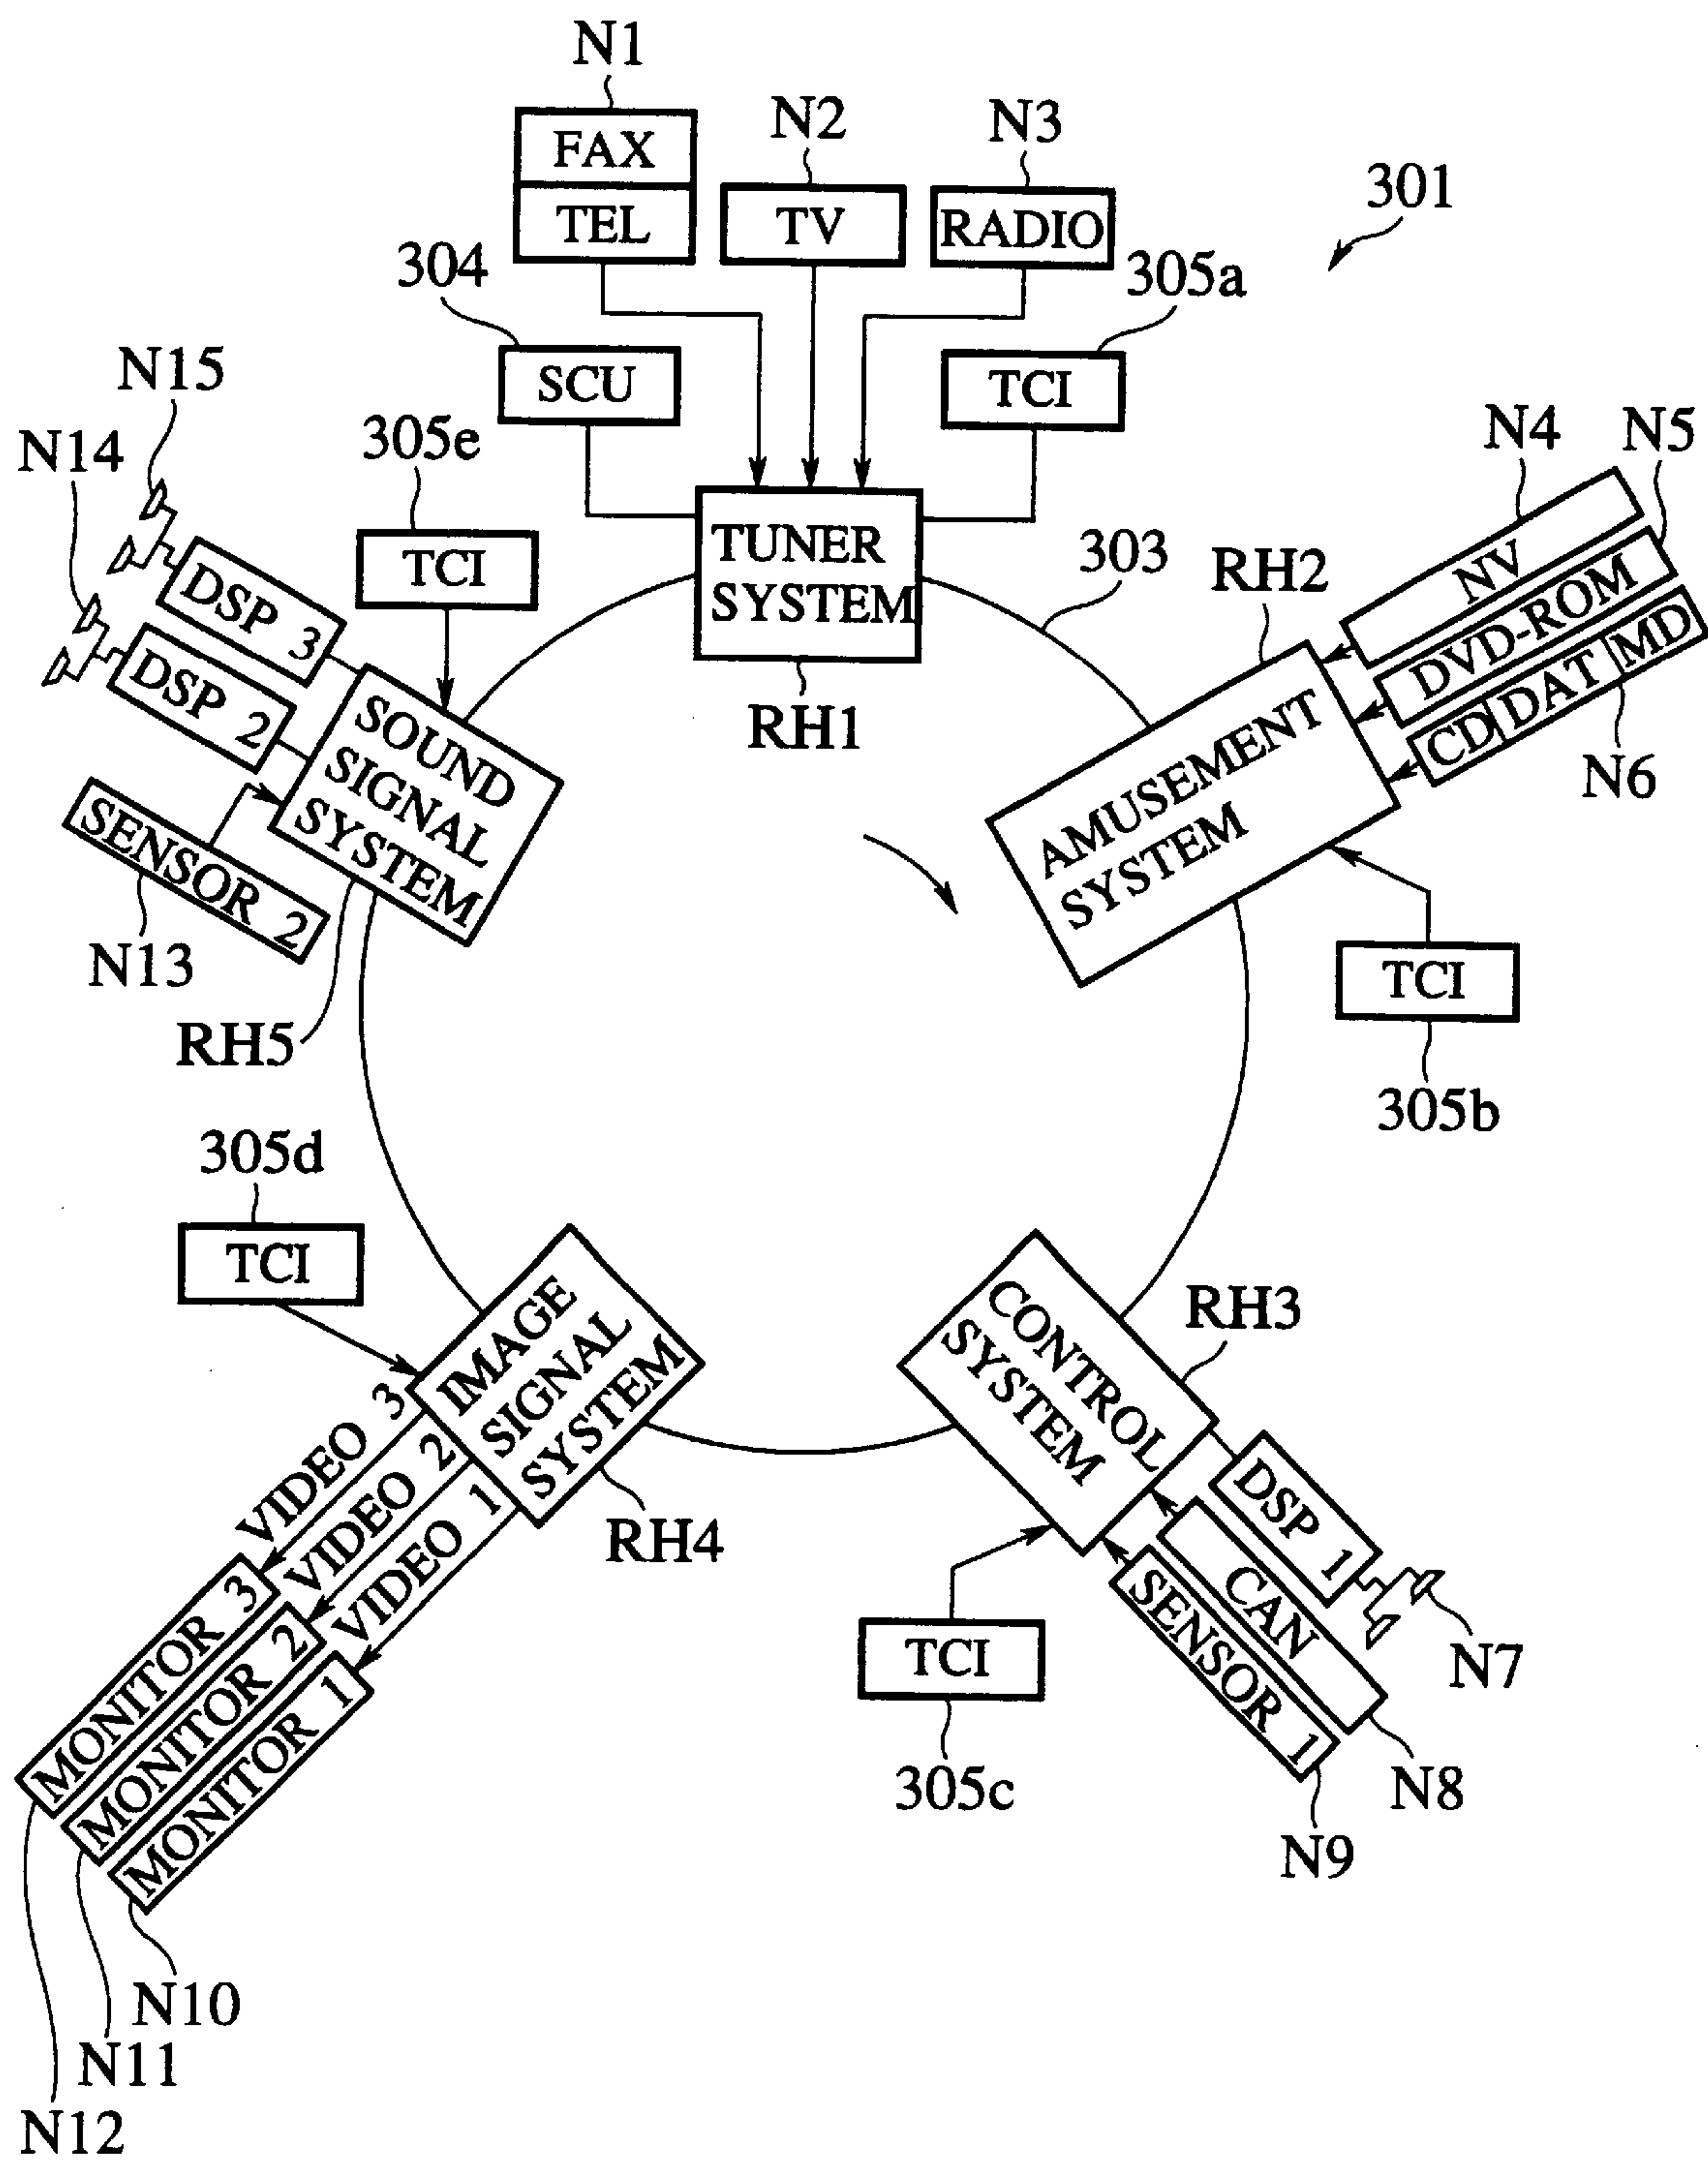 N1
FAX
TEL
N2
TV
N3
RADIO
301
304
SCU
305a
TCI
N15
N14
305e
TCI
DSP 3
DSP 2
SENSOR 2
N13
SOUND
SIGNAL
SYSTEM
RH5
TUNER
SYSTEM
RH1
303
RH2
N4
N5
NV
DVD-ROM
CD
DAT
MD
N6
AMUSEMENT
SYSTEM
TCI
305b
305d
TCI
IMAGE
SIGNAL
SYSTEM
RH4
VIDEO 3
VIDEO 2
VIDEO 1
MONITOR 3
MONITOR 2
MONITOR 1
N10
N11
N12
CONTROL
SYSTEM
RH3
DSP 1
CAN
SENSOR 1
N7
N8
N9
TCI
305c